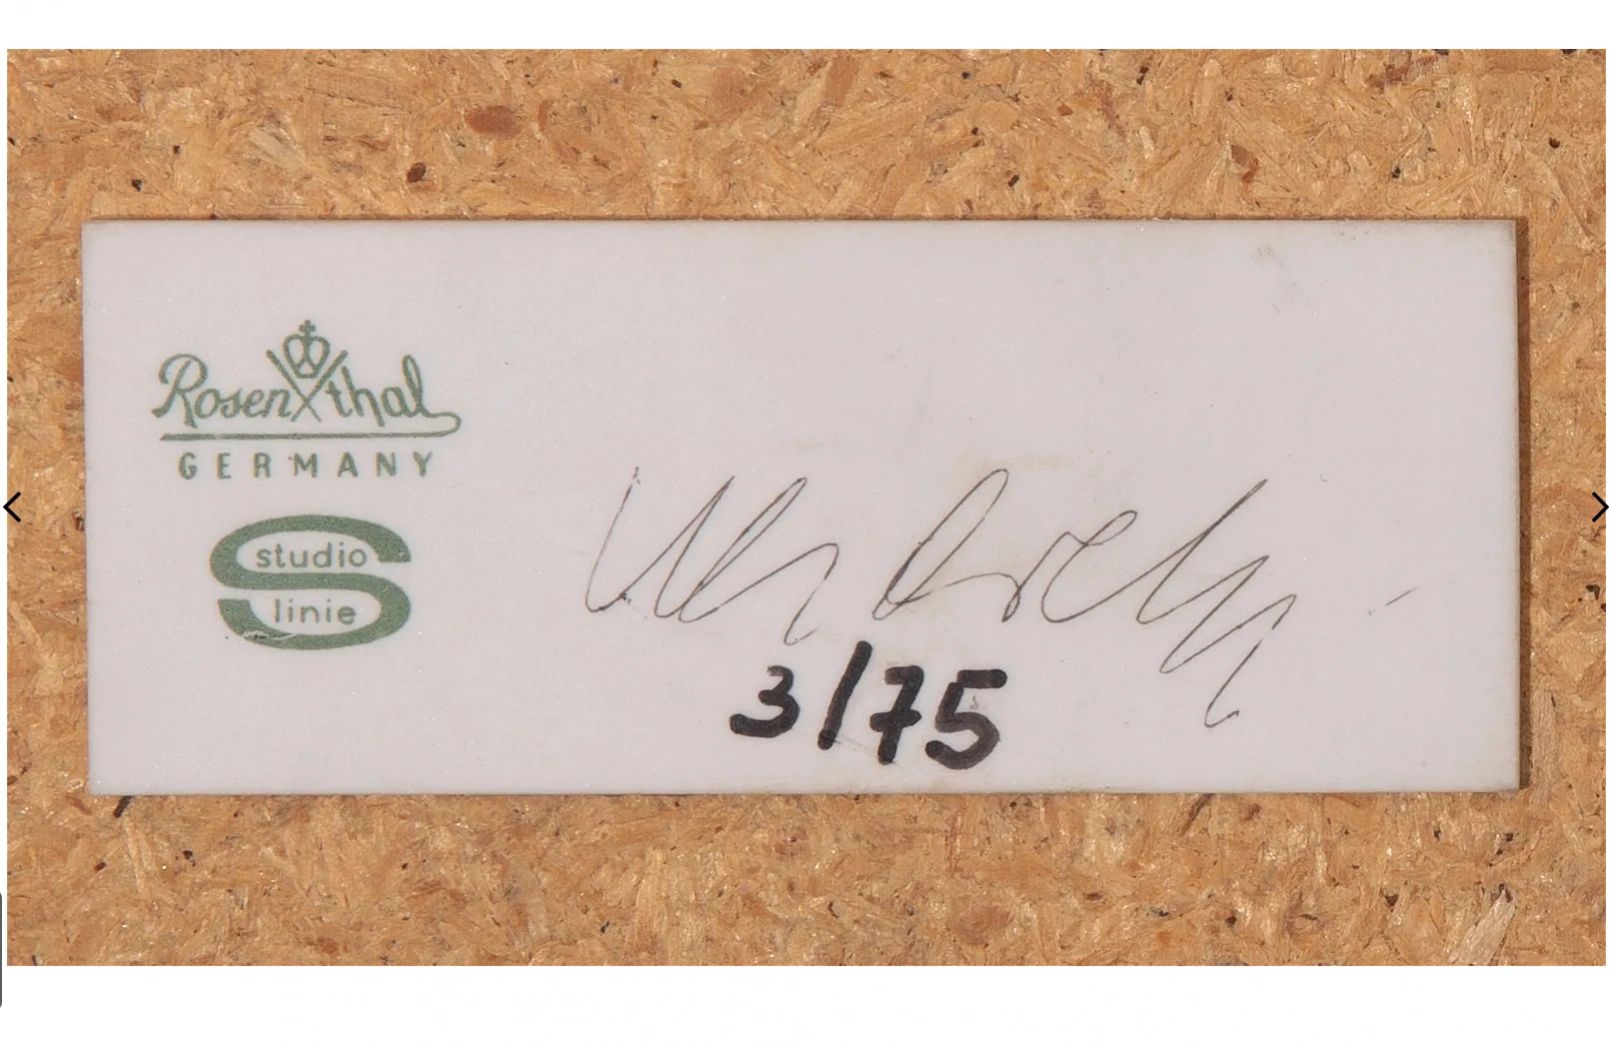 Rosenthal
GERMANY
studio
linie
3/75